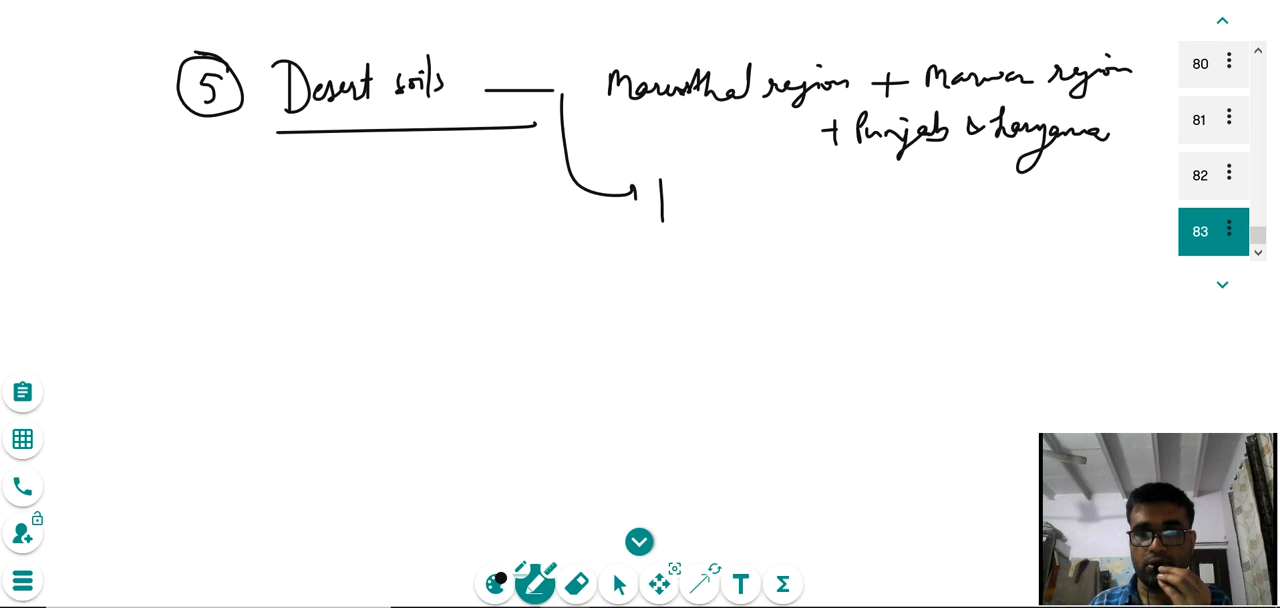 5 Desert soils — Marusthal region + Marwar region
+ Punjab & haryana
80
81
82
83
T
Σ